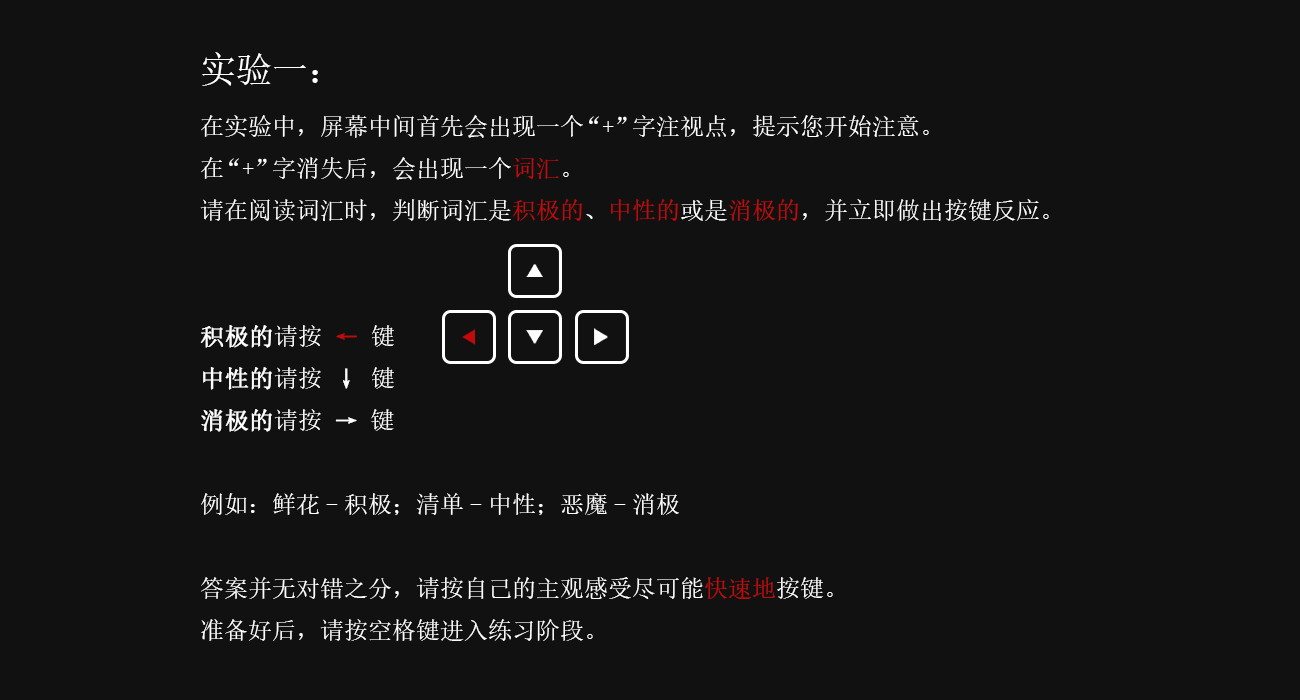 实验一：
在实验中，屏幕中间首先会出现一个“+”字注视点，提示您开始注意。
在“+”字消失后，会出现一个词汇。
请在阅读词汇时，判断词汇是积极的、中性的或是消极的，并立即做出按键反应。
▲
积极的请按 ← 键 ◀ ▼ ▶
中性的请按 ↓ 键
消极的请按 → 键
例如：鲜花 – 积极；清单 – 中性；恶魔 – 消极
答案并无对错之分，请按自己的主观感受尽可能快速地按键。
准备好后，请按空格键进入练习阶段。